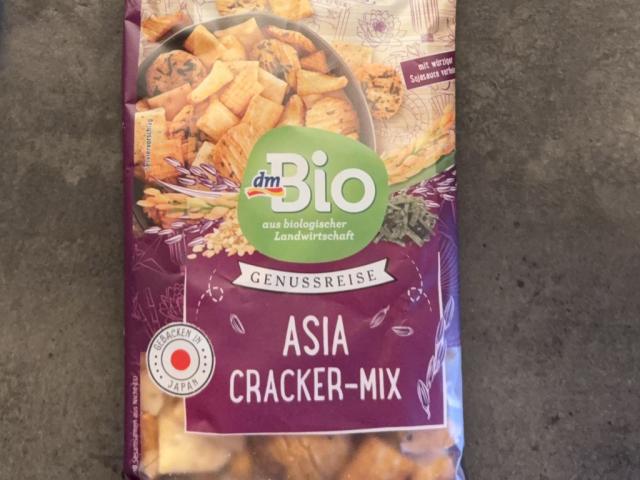 mit würziger
Sojasauce
dm Bio
aus biologischer
Landwirtschaft
GENUSSREISE
ASIA
CRACKER-MIX
GEBACKEN IN
JAPAN